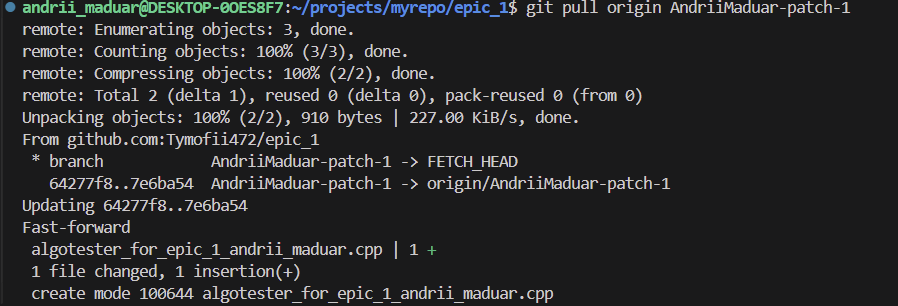 andrii_maduar@DESKTOP-0OES8F7:~/projects/myrepo/epic_1$ git pull origin AndriiMaduar-patch-1
remote: Enumerating objects: 3, done.
remote: Counting objects: 100% (3/3), done.
remote: Compressing objects: 100% (2/2), done.
remote: Total 2 (delta 1), reused 0 (delta 0), pack-reused 0 (from 0)
Unpacking objects: 100% (2/2), 910 bytes | 227.00 KiB/s, done.
From github.com:Tymofii472/epic_1
 * branch            AndriiMaduar-patch-1 -> FETCH_HEAD
   64277f8..7e6ba54  AndriiMaduar-patch-1 -> origin/AndriiMaduar-patch-1
Updating 64277f8..7e6ba54
Fast-forward
 algotester_for_epic_1_andrii_maduar.cpp | 1 +
 1 file changed, 1 insertion(+)
 create mode 100644 algotester_for_epic_1_andrii_maduar.cpp